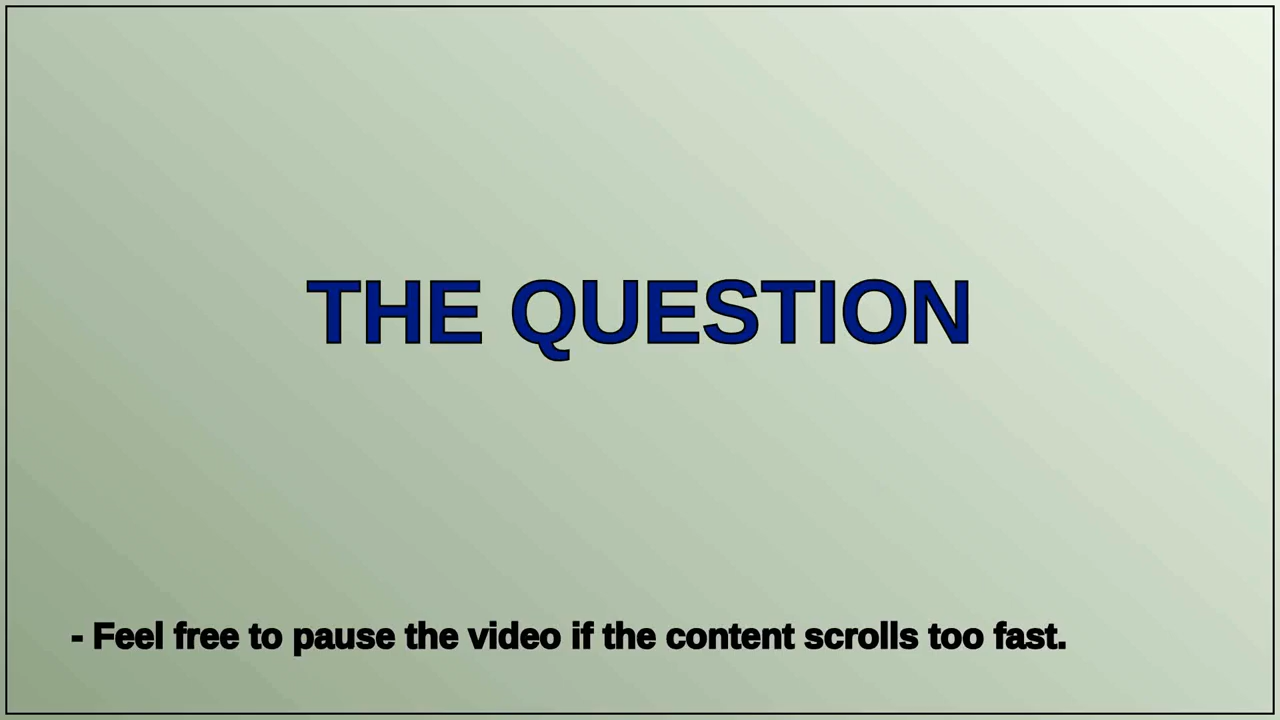 THE QUESTION
- Feel free to pause the video if the content scrolls too fast.